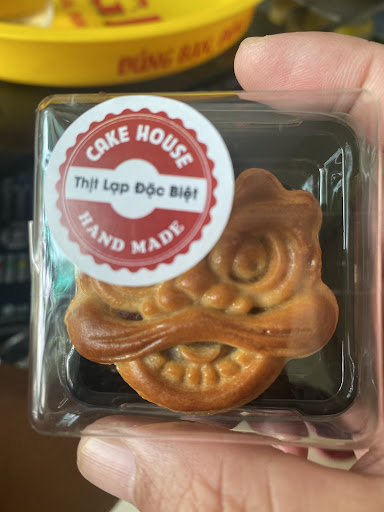 CAKE HOUSE
Thịt Lạp Đặc Biệt
HAND MADE